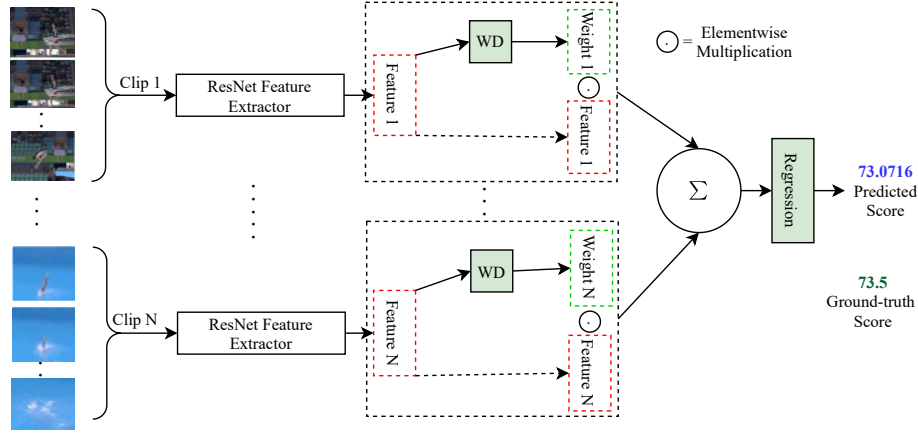 Clip 1
ResNet Feature
Extractor
Feature 1
WD
Weight 1
Feature 1
= Elementwise
Multiplication
Σ
Regression
73.0716
Predicted
Score
Clip N
ResNet Feature
Extractor
Feature N
WD
Weight N
Feature N
73.5
Ground-truth
Score